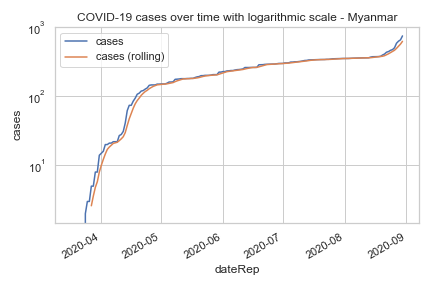 COVID-19 cases over time with logarithmic scale - Myanmar
cases
cases (rolling)
10³
10²
10¹
cases
2020-04
2020-05
2020-06
2020-07
2020-08
2020-09
dateRep